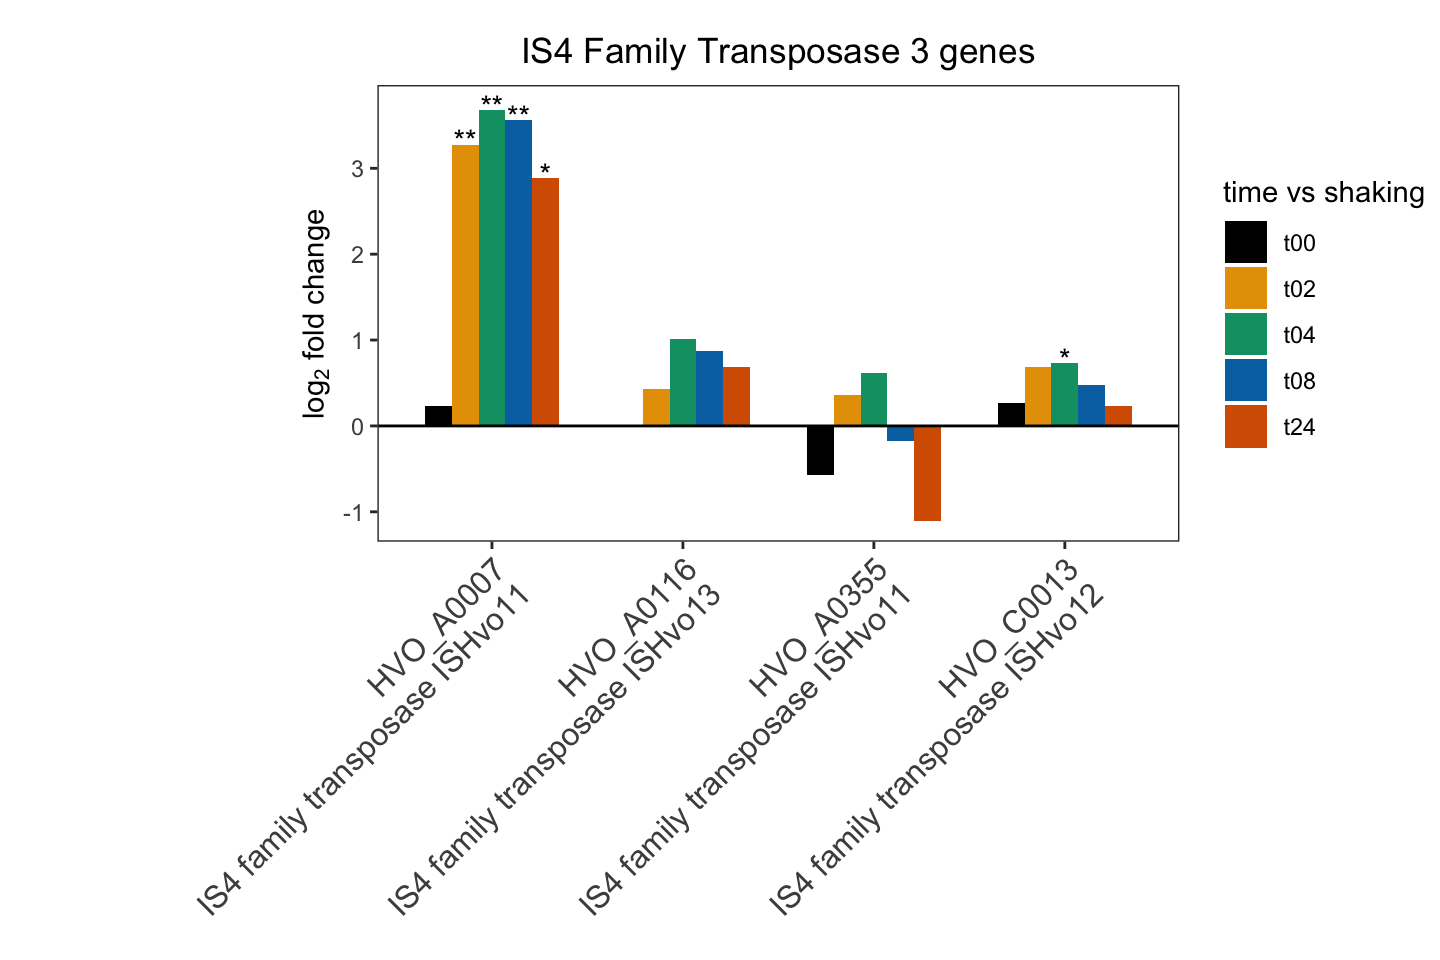 IS4 Family Transposase 3 genes
**
**
**
*
*
3
2
1
0
-1
log2 fold change
HVO_A0007
IS4 family transposase ISHvo11
HVO_A0116
IS4 family transposase ISHvo13
HVO_A0355
IS4 family transposase ISHvo11
HVO_C0013
IS4 family transposase ISHvo12
time vs shaking
t00
t02
t04
t08
t24